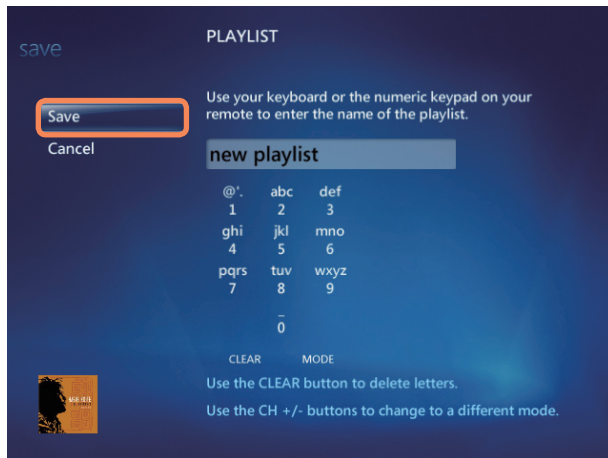 save
PLAYLIST
Save
Cancel
Use your keyboard or the numeric keypad on your
remote to enter the name of the playlist.
new playlist
@'. abc def
1 2 3
ghi jkl mno
4 5 6
pqrs tuv wxyz
7 8 9
_
0
CLEAR MODE
Use the CLEAR button to delete letters.
Use the CH +/- buttons to change to a different mode.